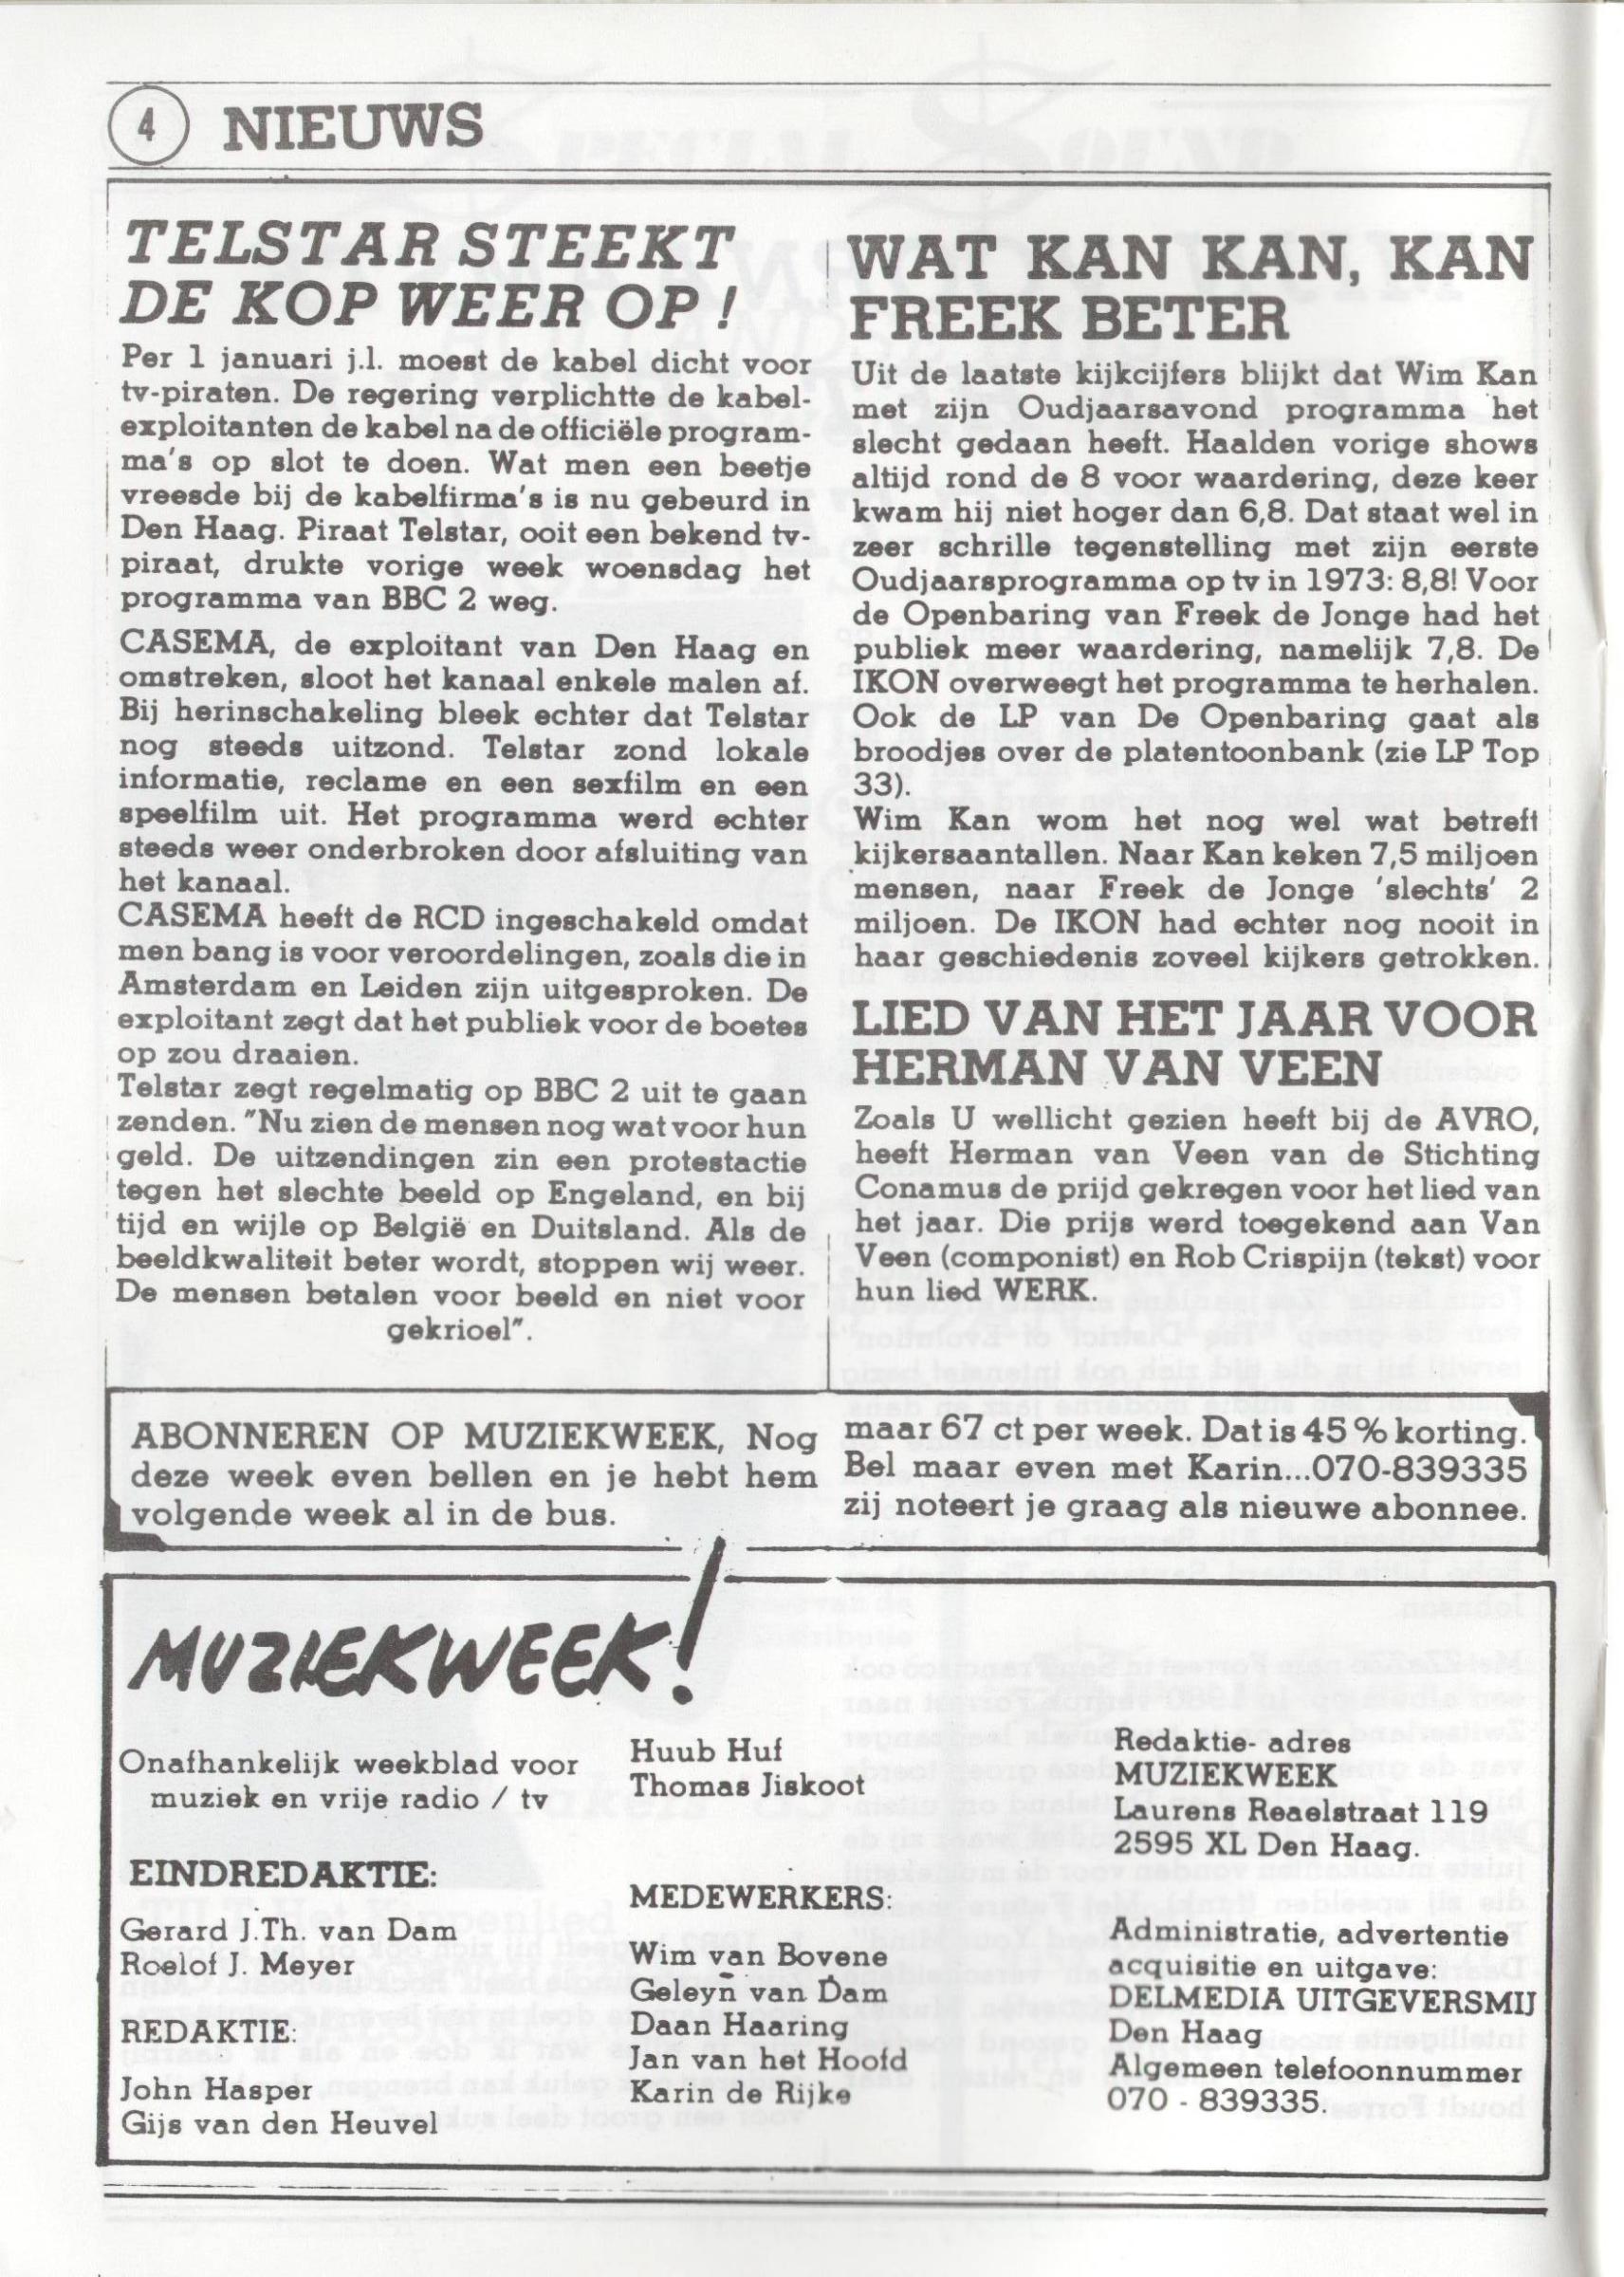 4 NIEUWS
TELSTAR STEEKT
DE KOP WEER OP !
Per 1 januari j.l. moest de kabel dicht voor
tv-piraten. De regering verplichtte de kabel-
exploitanten de kabel na de officiële program-
ma's op slot te doen. Wat men een beetje
vreesde bij de kabelfirma's is nu gebeurd in
Den Haag. Piraat Telstar, ooit een bekend tv-
piraat, drukte vorige week woensdag het
programma van BBC 2 weg.
CASEMA, de exploitant van Den Haag en
omstreken, sloot het kanaal enkele malen af.
Bij herinschakeling bleek echter dat Telstar
nog steeds uitzond. Telstar zond lokale
informatie, reclame en een sexfilm en een
speelfilm uit. Het programma werd echter
steeds weer onderbroken door afsluiting van
het kanaal.
CASEMA heeft de RCD ingeschakeld omdat
men bang is voor veroordelingen, zoals die in
Amsterdam en Leiden zijn uitgesproken. De
exploitant zegt dat het publiek voor de boetes
op zou draaien.
Telstar zegt regelmatig op BBC 2 uit te gaan
zenden. "Nu zien de mensen nog wat voor hun
geld. De uitzendingen zin een protestactie
tegen het slechte beeld op Engeland, en bij
tijd en wijle op België en Duitsland. Als de
beeldkwaliteit beter wordt, stoppen wij weer.
De mensen betalen voor beeld en niet voor
gekrioel".
WAT KAN KAN, KAN
FREEK BETER
Uit de laatste kijkcijfers blijkt dat Wim Kan
met zijn Oudjaarsavond programma het
slecht gedaan heeft. Haalden vorige shows
altijd rond de 8 voor waardering, deze keer
kwam hij niet hoger dan 6,8. Dat staat wel in
zeer schrille tegenstelling met zijn eerste
Oudjaarsprogramma op tv in 1973: 8,8! Voor
de Openbaring van Freek de Jonge had het
publiek meer waardering, namelijk 7,8. De
IKON overweegt het programma te herhalen.
Ook de LP van De Openbaring gaat als
broodjes over de platentoonbank (zie LP Top
33).
Wim Kan wom het nog wel wat betreft
kijkersaantallen. Naar Kan keken 7,5 miljoen
mensen, naar Freek de Jonge 'slechts' 2
miljoen. De IKON had echter nog nooit in
haar geschiedenis zoveel kijkers getrokken.
LIED VAN HET JAAR VOOR
HERMAN VAN VEEN
Zoals U wellicht gezien heeft bij de AVRO,
heeft Herman van Veen van de Stichting
Conamus de prijd gekregen voor het lied van
het jaar. Die prijs werd toegekend aan Van
Veen (componist) en Rob Crispijn (tekst) voor
hun lied WERK.
ABONNEREN OP MUZIEKWEEK, Nog
deze week even bellen en je hebt hem
volgende week al in de bus.
maar 67 ct per week. Dat is 45 % korting.
Bel maar even met Karin...070-839335
zij noteert je graag als nieuwe abonnee.
MUZIEKWEEK!
Onafhankelijk weekblad voor
muziek en vrije radio / tv
EINDREDAKTIE:
Gerard J.Th. van Dam
Roelof J. Meyer
REDAKTIE:
John Hasper
Gijs van den Heuvel
Huub Huf
Thomas Jiskoot
MEDEWERKERS:
Wim van Bovene
Geleyn van Dam
Daan Haaring
Jan van het Hoofd
Karin de Rijke
Redaktie- adres
MUZIEKWEEK
Laurens Reaelstraat 119
2595 XL Den Haag.
Administratie, advertentie
acquisitie en uitgave:
DELMEDIA UITGEVERSMIJ
Den Haag
Algemeen telefoonnummer
070 - 839335.